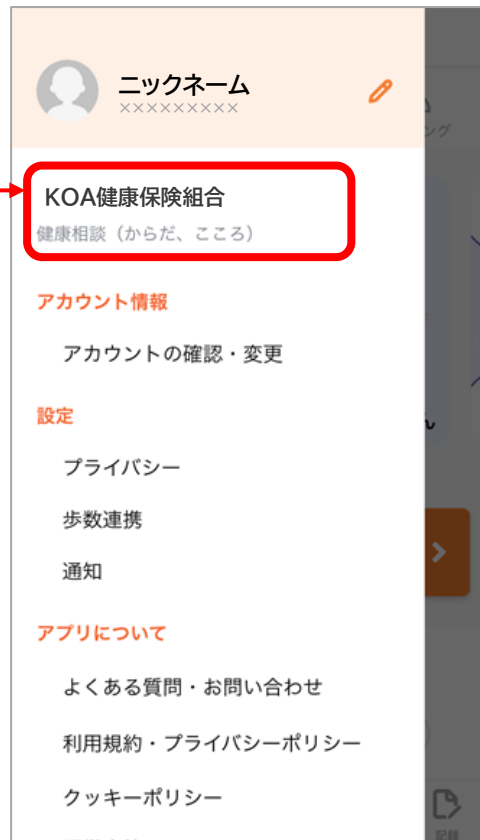 ニックネーム
×××××××××
KOA健康保険組合
健康相談（からだ、こころ）
アカウント情報
アカウントの確認・変更
設定
プライバシー
歩数連携
通知
アプリについて
よくある質問・お問い合わせ
利用規約・プライバシーポリシー
クッキーポリシー
ング
ん
記録